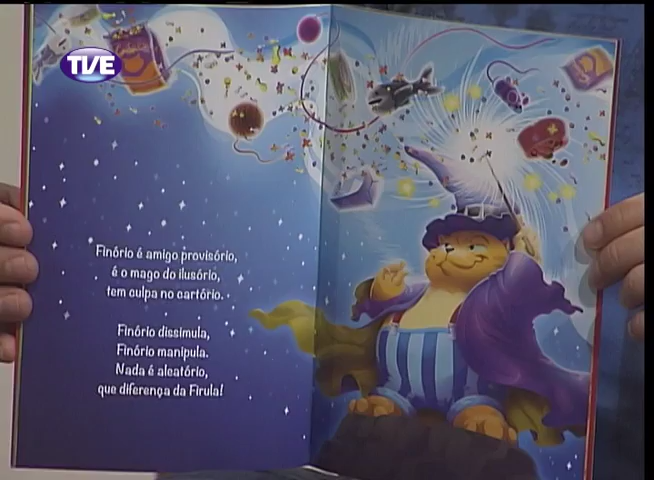 TVE
Finório é amigo provisório,
é o mago do ilusório,
tem culpa no cartório.
Finório dissimula,
Finório manipula.
Nada é aleatório,
que diferença da Firula!